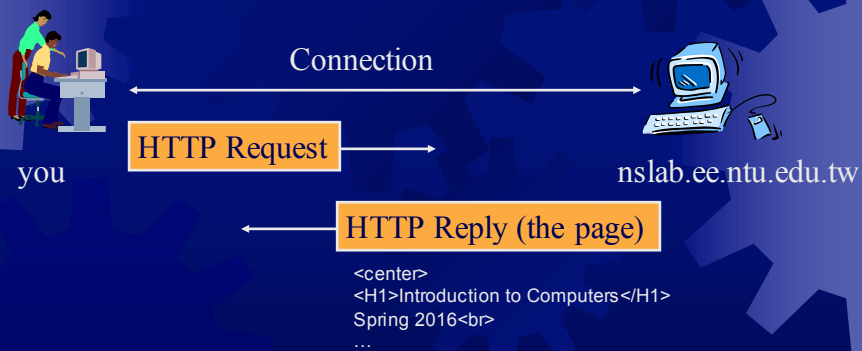 Connection
HTTP Request
you
nslab.ee.ntu.edu.tw
HTTP Reply (the page)
<center>
<H1>Introduction to Computers</H1>
Spring 2016<br>
…